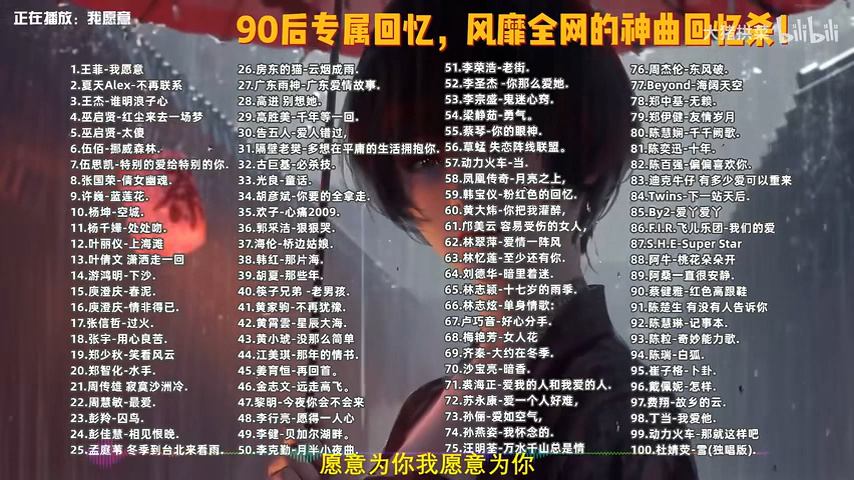 正在播放：我愿意
90后专属回忆，风靡全网的神曲回忆杀！
大猪拱菜 bilibili
1.王菲-我愿意
2.夏天Alex-不再联系
3.王杰-谁明浪子心
4.巫启贤-红尘来去一场梦
5.巫启贤-太傻
6.伍佰-挪威森林.
7.伍思凯-特别的爱给特别的你.
8.张国荣-倩女幽魂.
9.许巍-蓝莲花.
10.杨坤-空城.
11.杨千嬅-处处吻.
12.叶丽仪-上海滩
13.叶倩文 潇洒走一回
14.游鸿明-下沙.
15.庾澄庆-春泥.
16.庾澄庆-情非得已.
17.张信哲-过火.
18.张宇-用心良苦.
19.郑少秋-笑看风云
20.郑智化-水手.
21.周传雄 寂寞沙洲冷.
22.周慧敏-最爱.
23.彭羚-囚鸟.
24.彭佳慧-相见恨晚.
25.孟庭苇 冬季到台北来看雨.
26.房东的猫-云烟成雨.
27.广东雨神-广东爱情故事.
28.高进 别想她.
29.高胜美-千年等一回.
30.告五人-爱人错过，
31.隔壁老樊-多想在平庸的生活拥抱你.
32.古巨基-必杀技.
33.光良-童话.
34.胡彦斌-你要的全拿走.
35.欢子-心痛2009.
36.郭采洁-狠狠哭.
37.海伦-桥边姑娘.
38.韩红-那片海.
39.胡夏-那些年.
40.筷子兄弟 -老男孩.
41.黄家驹-不再犹豫.
42.黄霄雲-星辰大海.
43.黄小琥-没那么简单
44.江美琪-那年的情书.
45.姜育恒-再回首。
46.金志文-远走高飞。
47.黎明-今夜你会不会来
48.李行亮-愿得一人心
49.李健-贝加尔湖畔。
50.李克勤-月半小夜曲.
51.李荣浩-老街.
52.李圣杰 -你那么爱她.
53.李宗盛-鬼迷心窍.
54.梁静茹-勇气。
55.蔡琴-你的眼神.
56.草蜢 失恋阵线联盟。
57.动力火车-当.
58.凤凰传奇-月亮之上，
59.韩宝仪-粉红色的回忆.
60.黄大炜-你把我灌醉，
61.邝美云 容易受伤的女人，
62.林翠萍-爱情一阵风
63.林忆莲-至少还有你.
64.刘德华-暗里着迷.
65.林志颖-十七岁的雨季.
66.林志炫-单身情歌：
67.卢巧音-好心分手.
68.梅艳芳-女人花
69.齐秦-大约在冬季.
70.沙宝亮-暗香.
71.裘海正-爱我的人和我爱的人.
72.苏永康-爱一个人好难，
73.孙俪-爱如空气，
74.孙燕姿-我怀念的.
75.汪明荃-万水千山总是情
76.周杰伦-东风破.
77.Beyond-海阔天空
78.郑中基-无赖.
79.郑伊健-友情岁月
80.陈慧娴-千千阙歌.
81.陈奕迅-十年.
82.陈百强-偏偏喜欢你.
83.迪克牛仔 有多少爱可以重来
84.Twins-下一站天后.
85.By2-爱丫爱丫
86.F.I.R.飞儿乐团-我们的爱
87.S.H.E-Super Star
88.阿牛-桃花朵朵开
89.阿桑一直很安静.
90.蔡健雅-红色高跟鞋
91.陈楚生 有没有人告诉你
92.陈慧琳-记事本.
93.陈粒-奇妙能力歌.
94.陈瑞-白狐.
95.崔子格-卜卦.
96.戴佩妮-怎样.
97.费翔-故乡的云.
98.丁当-我爱他.
99.动力火车-那就这样吧
100.杜婧荧-雪(独唱版).
愿意为你我愿意为你